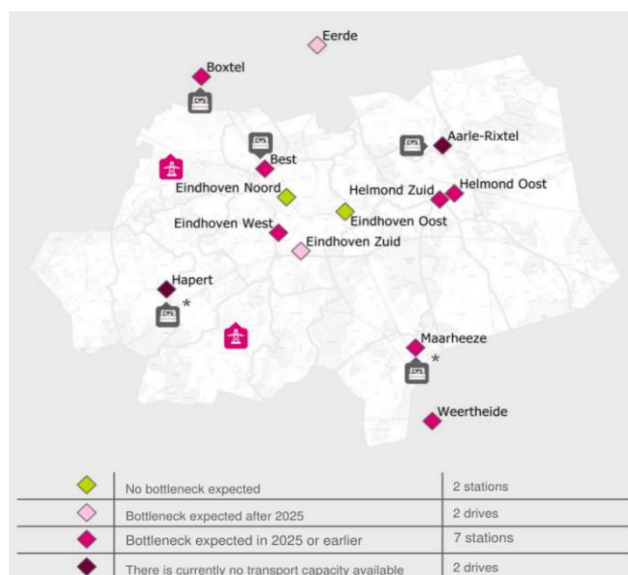 Eerde
Boxtel
Aarle-Rixtel
Best
Eindhoven Noord
Helmond Zuid
Helmond Oost
Eindhoven West
Eindhoven Oost
Eindhoven Zuid
Hapert
*
Maarheeze
*
Weertheide
No bottleneck expected 2 stations
Bottleneck expected after 2025 2 drives
Bottleneck expected in 2025 or earlier 7 stations
There is currently no transport capacity available 2 drives